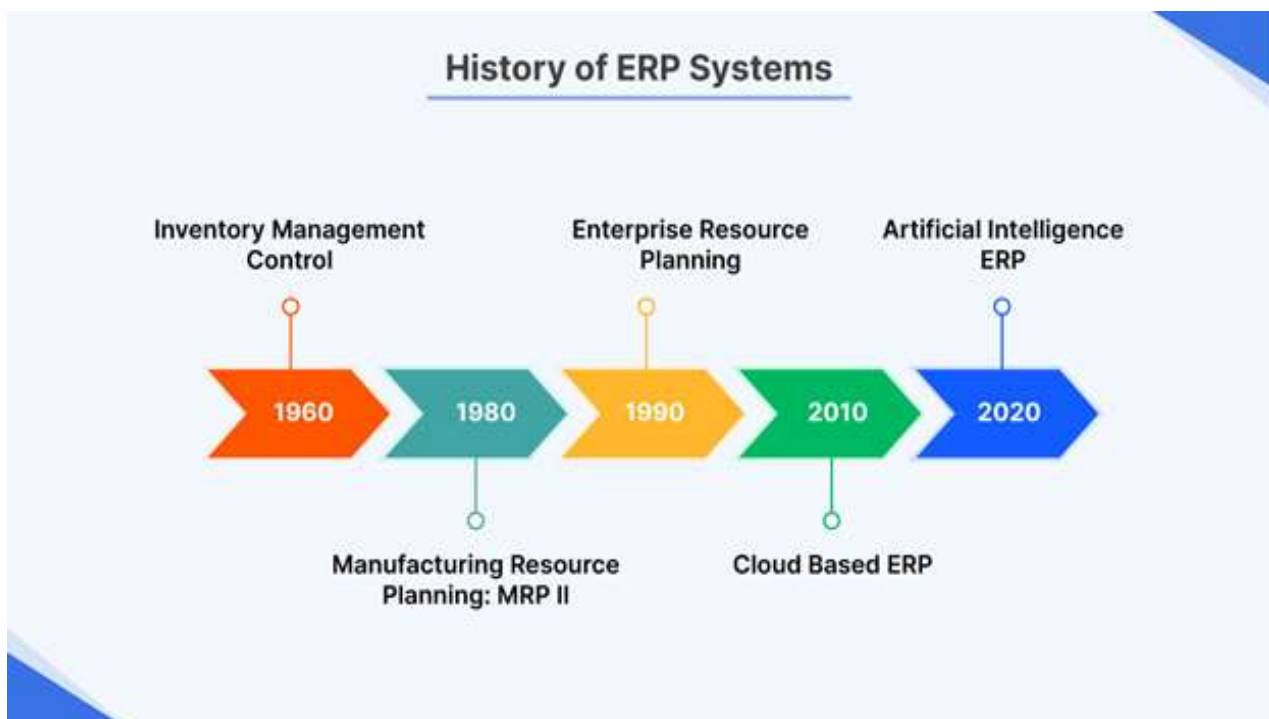 History of ERP Systems
Inventory Management
Control
Enterprise Resource
Planning
Artificial Intelligence
ERP
1960
1980
1990
2010
2020
Manufacturing Resource
Planning: MRP II
Cloud Based ERP